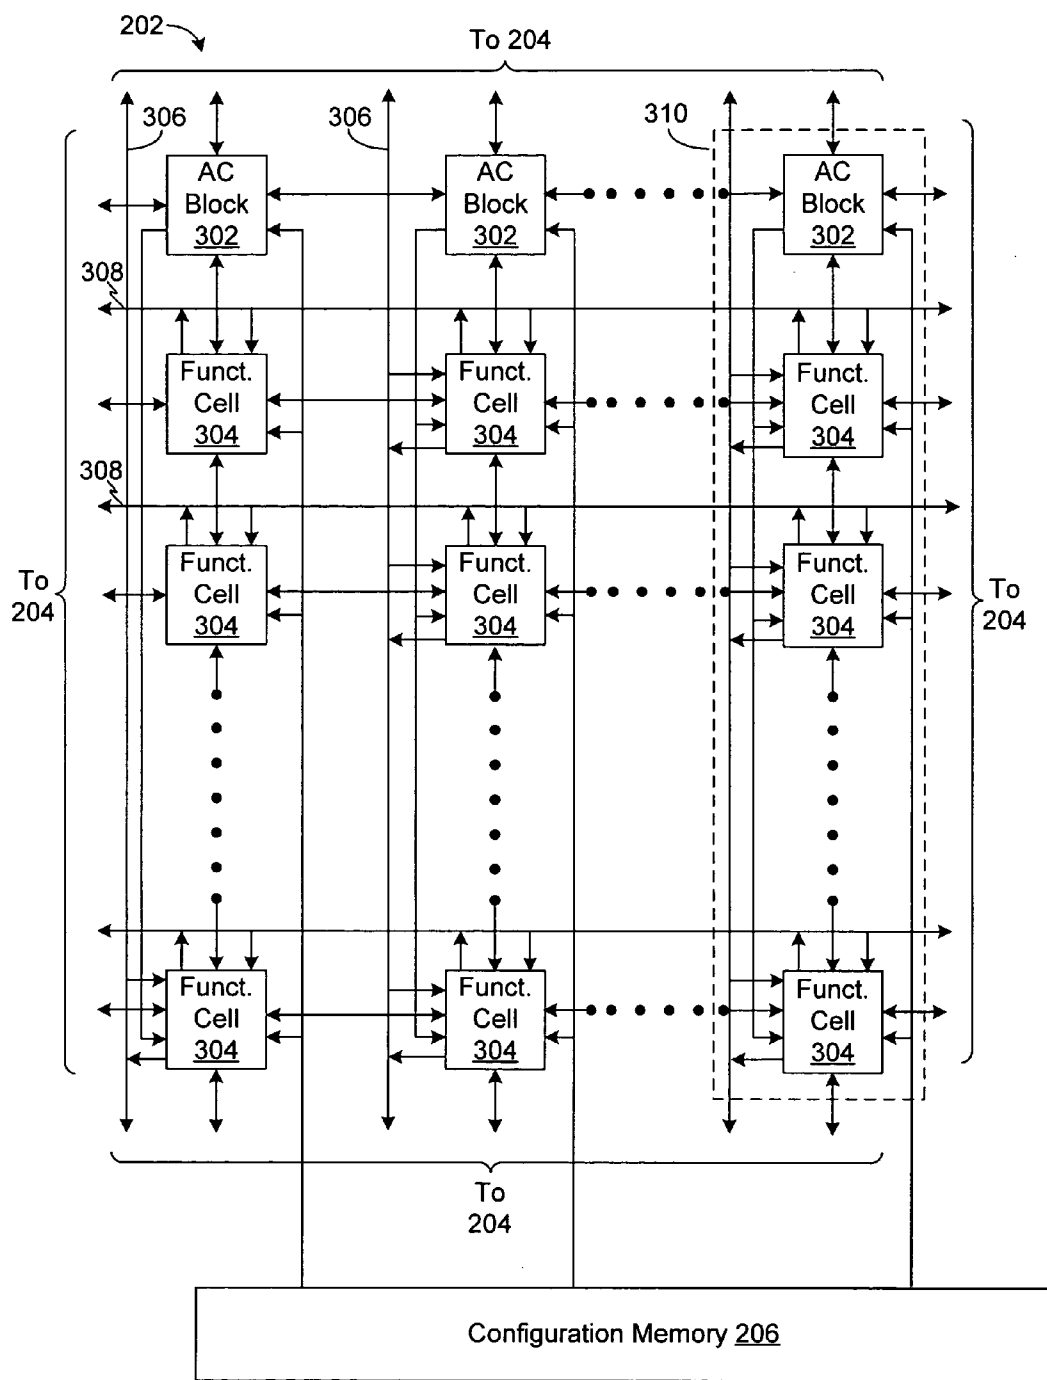 202
To 204
306
306
310
AC
Block
302
AC
Block
302
AC
Block
302
308
Funct.
Cell
304
Funct.
Cell
304
Funct.
Cell
304
308
To
204
Funct.
Cell
304
Funct.
Cell
304
Funct.
Cell
304
To
204
Funct.
Cell
304
Funct.
Cell
304
Funct.
Cell
304
To
204
Configuration Memory 206